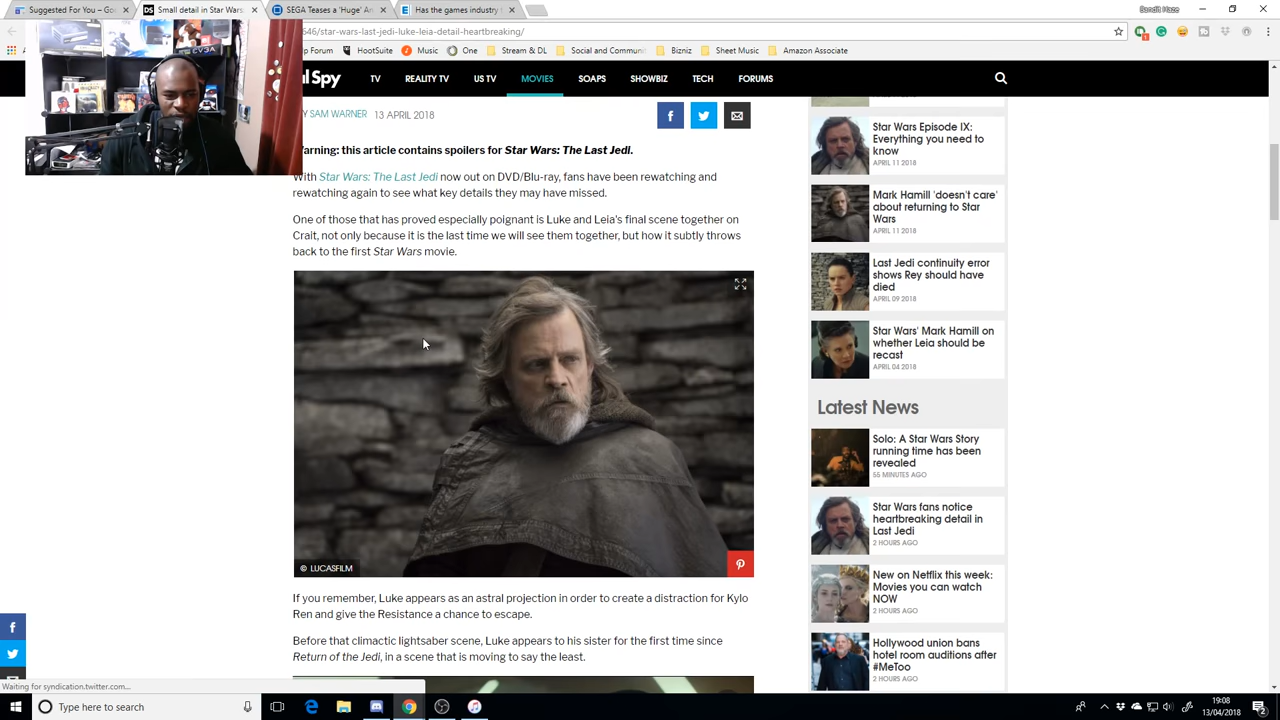 Bandit Haze
Suggested For You – Goo
DS Small detail in Star Wars
SEGA Teases a 'Huge' An
Has the games industry t
646/star-wars-last-jedi-luke-leia-detail-heartbreaking/
p Forum
HootSuite
Music
One
Stream & DL
Social and Communi
Bizniz
Sheet Music
Amazon Associate
EVGA
al Spy
TV
REALITY TV
US TV
MOVIES
SOAPS
SHOWBIZ
TECH
FORUMS
Y SAM WARNER 13 APRIL 2018
arning: this article contains spoilers for Star Wars: The Last Jedi.
With Star Wars: The Last Jedi now out on DVD/Blu-ray, fans have been rewatching and
rewatching again to see what key details they may have missed.
One of those that has proved especially poignant is Luke and Leia's final scene together on
Crait, not only because it is the last time we will see them together, but how it subtly throws
back to the first Star Wars movie.
© LUCASFILM
If you remember, Luke appears as an astral projection in order to create a distraction for Kylo
Ren and give the Resistance a chance to escape.
Before that climactic lightsaber scene, Luke appears to his sister for the first time since
Return of the Jedi, in a scene that is moving to say the least.
Star Wars Episode IX:
Everything you need to
know
APRIL 11 2018
Mark Hamill 'doesn't care'
about returning to Star
Wars
APRIL 11 2018
Last Jedi continuity error
shows Rey should have
died
APRIL 09 2018
Star Wars' Mark Hamill on
whether Leia should be
recast
APRIL 04 2018
Latest News
Solo: A Star Wars Story
running time has been
revealed
55 MINUTES AGO
Star Wars fans notice
heartbreaking detail in
Last Jedi
2 HOURS AGO
New on Netflix this week:
Movies you can watch
NOW
2 HOURS AGO
Hollywood union bans
hotel room auditions after
#MeToo
2 HOURS AGO
Waiting for syndication.twitter.com...
Type here to search
19:08
13/04/2018
2